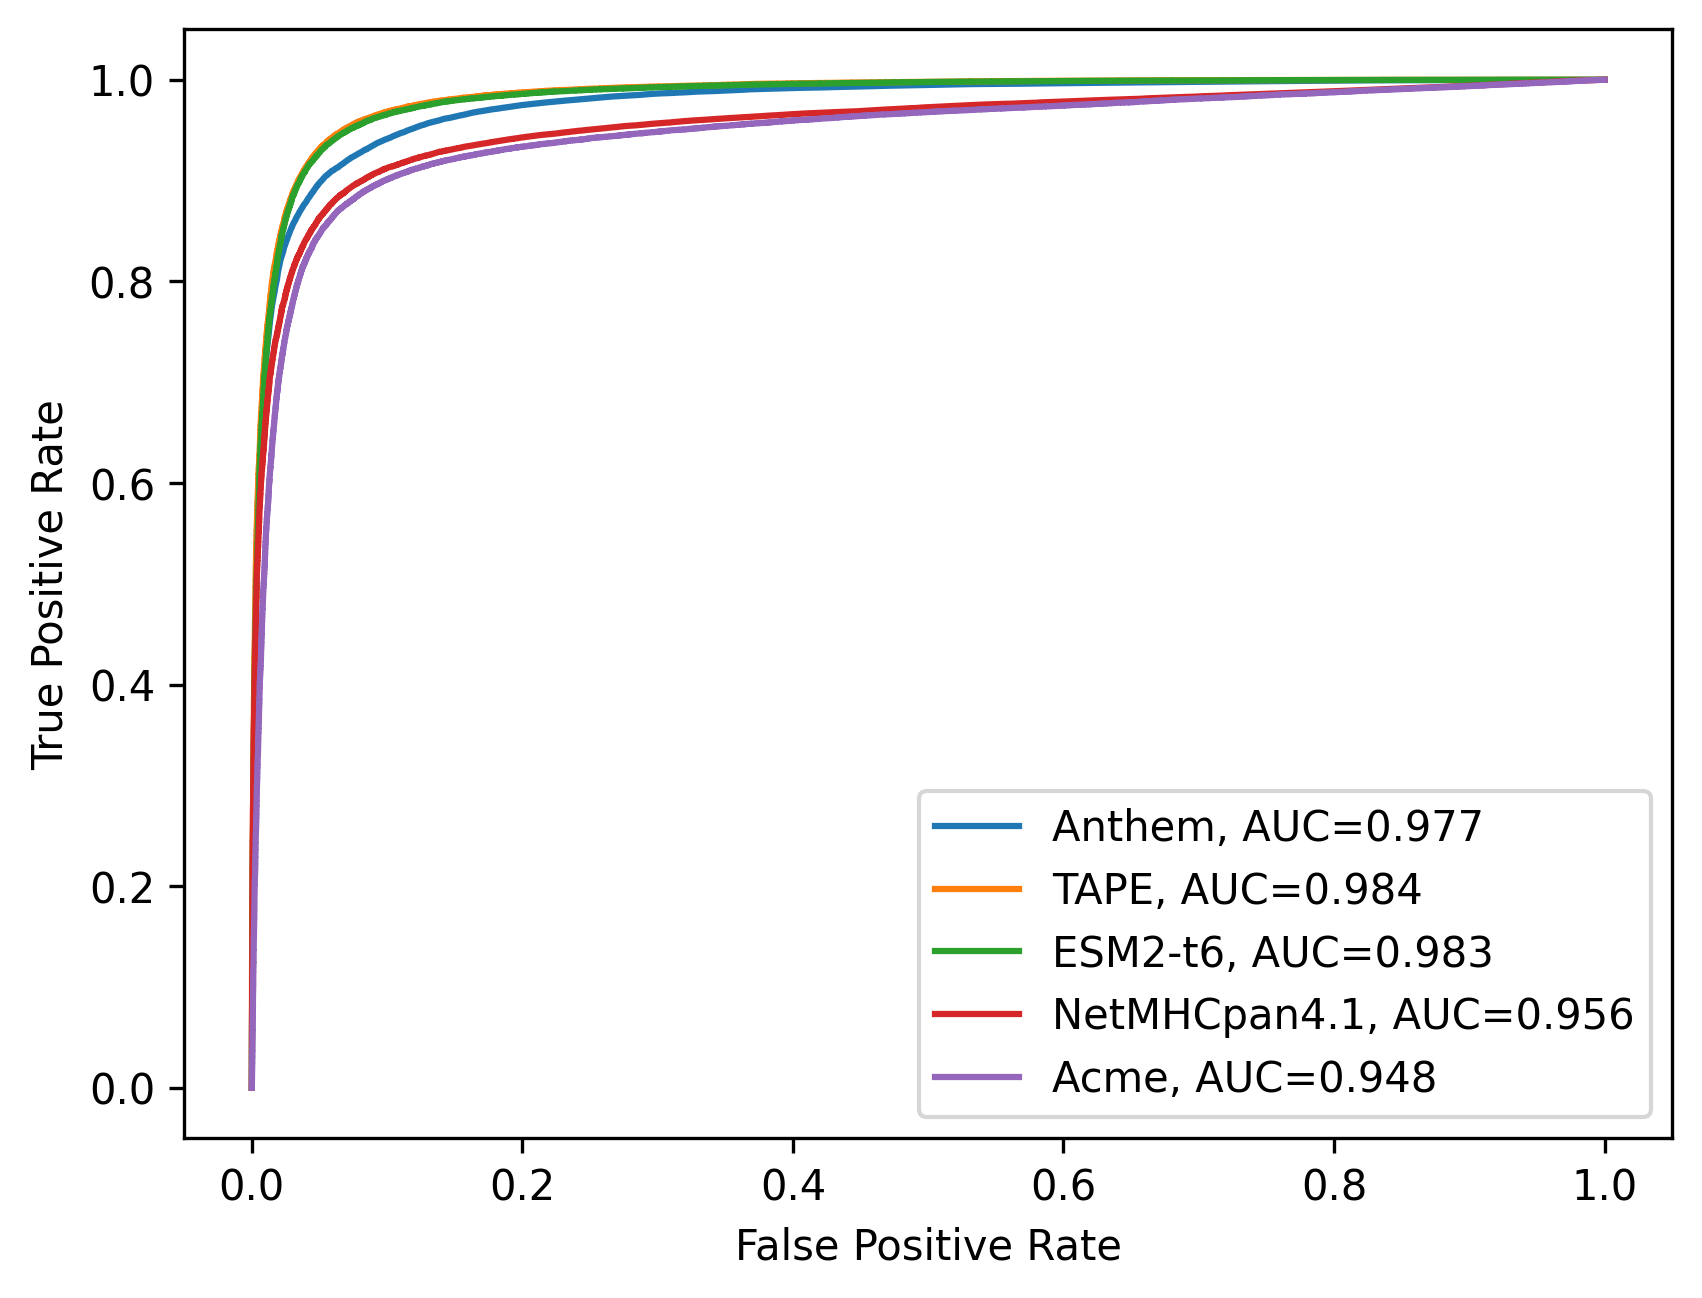 1.0
0.8
0.6
0.4
0.2
0.0
True Positive Rate
Anthem, AUC=0.977
TAPE, AUC=0.984
ESM2-t6, AUC=0.983
NetMHCpan4.1, AUC=0.956
Acme, AUC=0.948
0.0 0.2 0.4 0.6 0.8 1.0
False Positive Rate